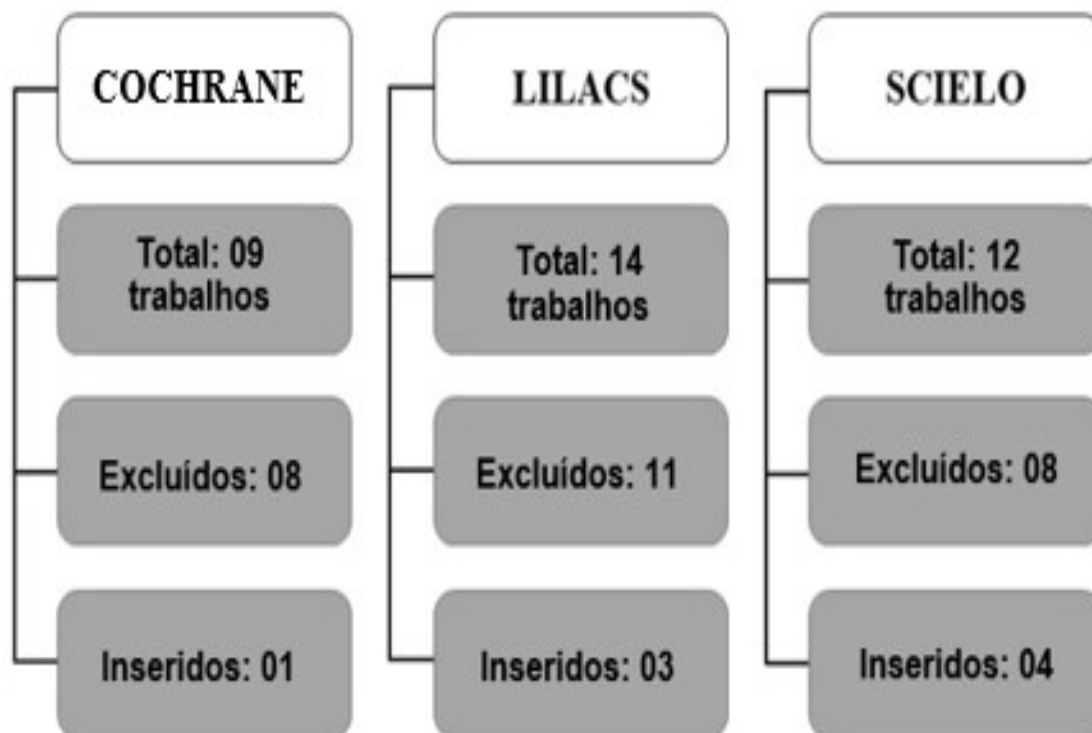 COCHRANE
Total: 09
trabalhos
Excluídos: 08
Inseridos: 01
LILACS
Total: 14
trabalhos
Excluídos: 11
Inseridos: 03
SCIELO
Total: 12
trabalhos
Excluídos: 08
Inseridos: 04